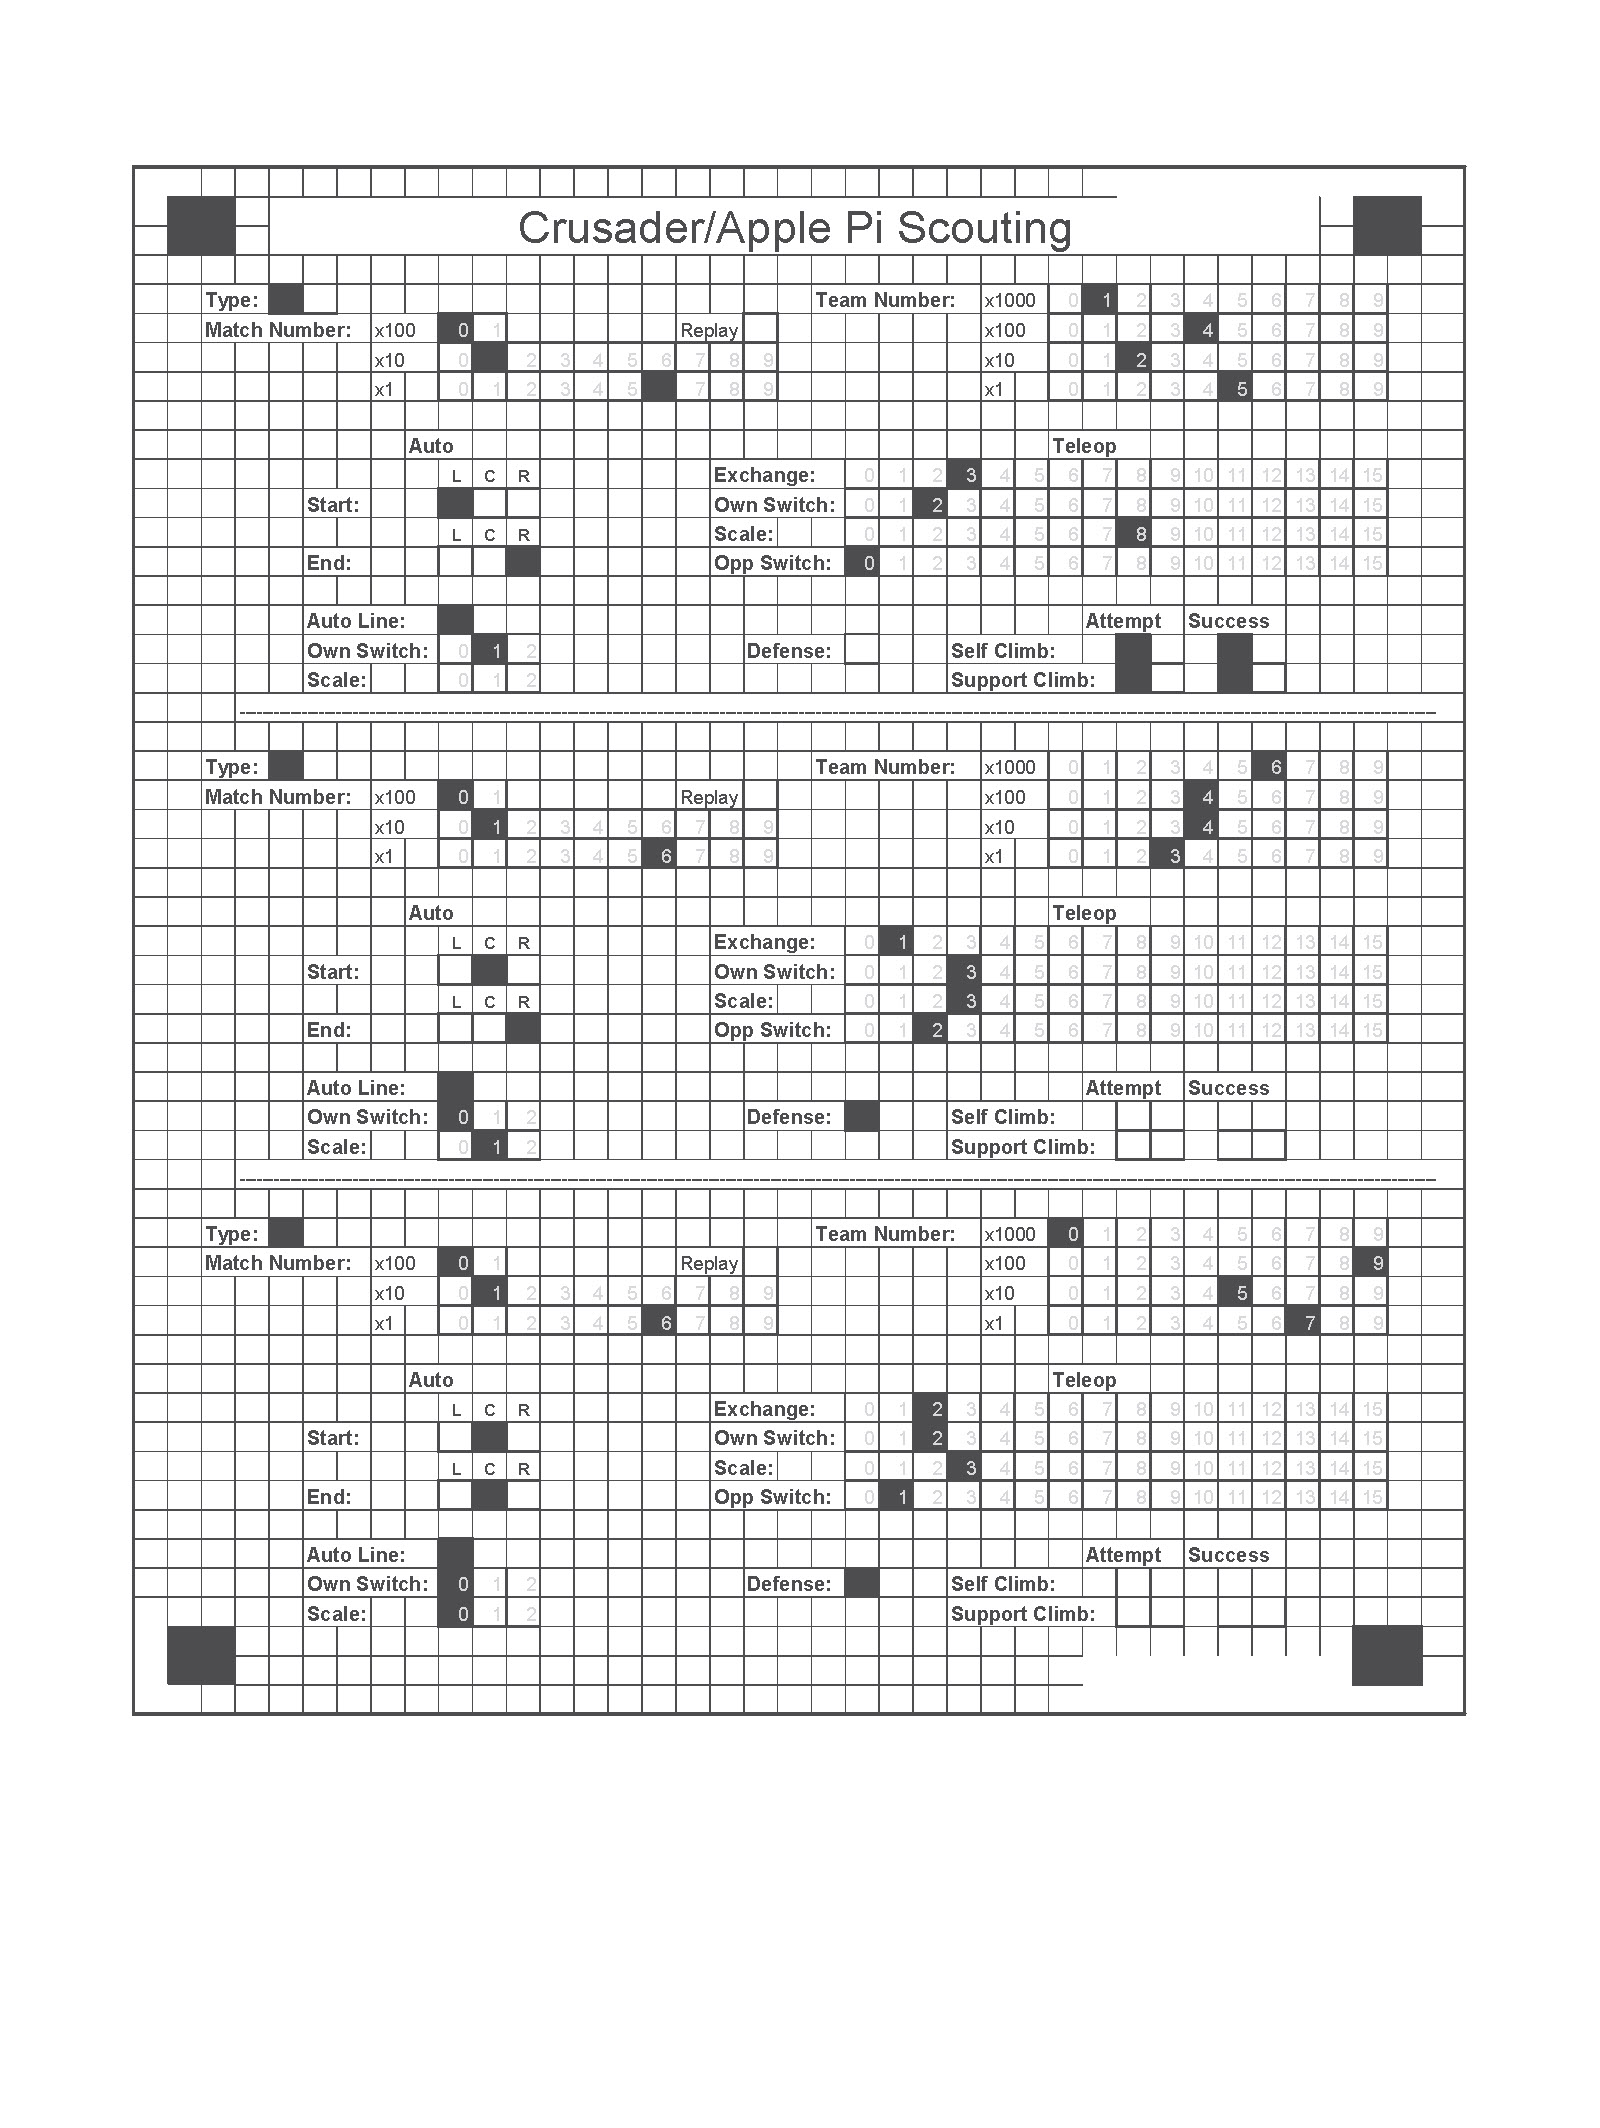 Crusader/Apple Pi Scouting
Type: Team Number: x1000 0 1 2 3 4 5 6 7 8 9
Match Number: x100 0 1 Replay x100 0 1 2 3 4 5 6 7 8 9
x10 0 2 3 4 5 6 7 8 9 x10 0 1 2 3 4 5 6 7 8 9
x1 0 1 2 3 4 5 7 8 9 x1 0 1 2 3 4 5 6 7 8 9
Auto Teleop
L C R Exchange: 0 1 2 3 4 5 6 7 8 9 10 11 12 13 14 15
Start: Own Switch: 0 1 2 3 4 5 6 7 8 9 10 11 12 13 14 15
L C R Scale: 0 1 2 3 4 5 6 7 8 9 10 11 12 13 14 15
End: Opp Switch: 0 1 2 3 4 5 6 7 8 9 10 11 12 13 14 15
Auto Line: Attempt Success
Own Switch: 0 1 2 Defense: Self Climb:
Scale: 0 1 2 Support Climb:
Type: Team Number: x1000 0 1 2 3 4 5 6 7 8 9
Match Number: x100 0 1 Replay x100 0 1 2 3 4 5 6 7 8 9
x10 0 1 2 3 4 5 6 7 8 9 x10 0 1 2 3 4 5 6 7 8 9
x1 0 1 2 3 4 5 6 7 8 9 x1 0 1 2 3 4 5 6 7 8 9
Auto Teleop
L C R Exchange: 0 1 2 3 4 5 6 7 8 9 10 11 12 13 14 15
Start: Own Switch: 0 1 2 3 4 5 6 7 8 9 10 11 12 13 14 15
L C R Scale: 0 1 2 3 4 5 6 7 8 9 10 11 12 13 14 15
End: Opp Switch: 0 1 2 3 4 5 6 7 8 9 10 11 12 13 14 15
Auto Line: Attempt Success
Own Switch: 0 1 2 Defense: Self Climb:
Scale: 0 1 2 Support Climb:
Type: Team Number: x1000 0 1 2 3 4 5 6 7 8 9
Match Number: x100 0 1 Replay x100 0 1 2 3 4 5 6 7 8 9
x10 0 1 2 3 4 5 6 7 8 9 x10 0 1 2 3 4 5 6 7 8 9
x1 0 1 2 3 4 5 6 7 8 9 x1 0 1 2 3 4 5 6 7 8 9
Auto Teleop
L C R Exchange: 0 1 2 3 4 5 6 7 8 9 10 11 12 13 14 15
Start: Own Switch: 0 1 2 3 4 5 6 7 8 9 10 11 12 13 14 15
L C R Scale: 0 1 2 3 4 5 6 7 8 9 10 11 12 13 14 15
End: Opp Switch: 0 1 2 3 4 5 6 7 8 9 10 11 12 13 14 15
Auto Line: Attempt Success
Own Switch: 0 1 2 Defense: Self Climb:
Scale: 0 1 2 Support Climb: